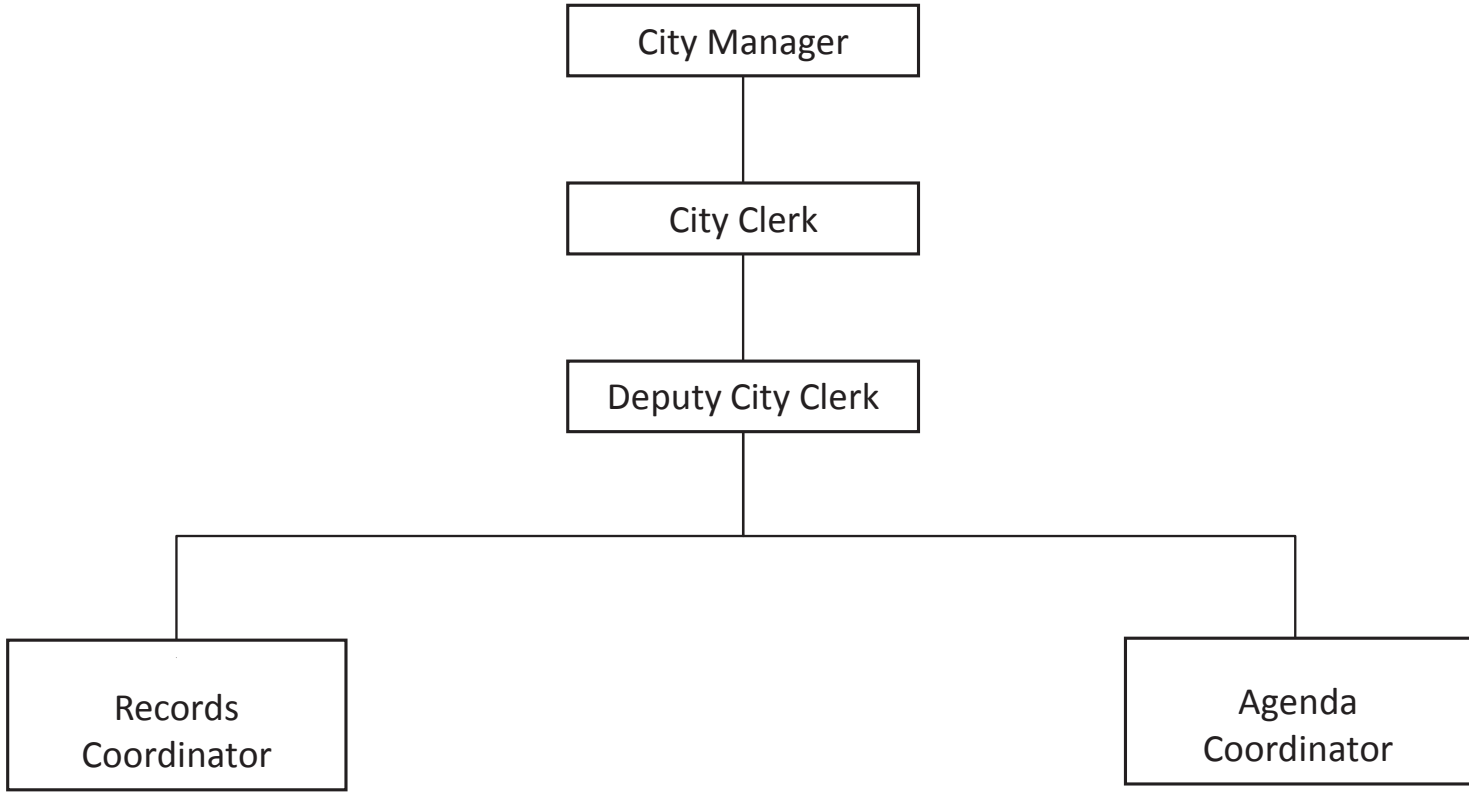 City Manager
City Clerk
Deputy City Clerk
Records
Coordinator
Agenda
Coordinator